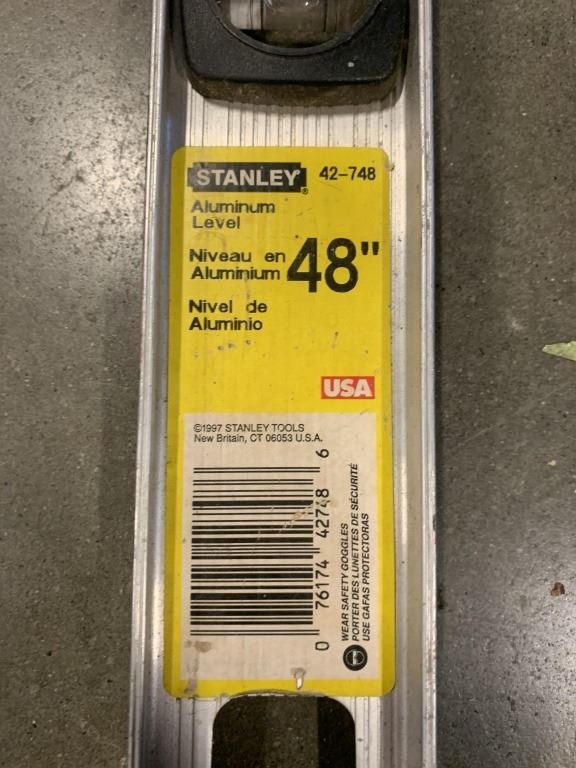 STANLEY® 42-748
Aluminum
Level
Niveau en
Aluminium
48"
Nivel de
Aluminio
USA
©1997 STANLEY TOOLS
New Britain, CT 06053 U.S.A.
0 76174 42748 6
WEAR SAFETY GOGGLES
PORTER DES LUNETTES DE SÉCURITÉ
USE GAFAS PROTECTORAS